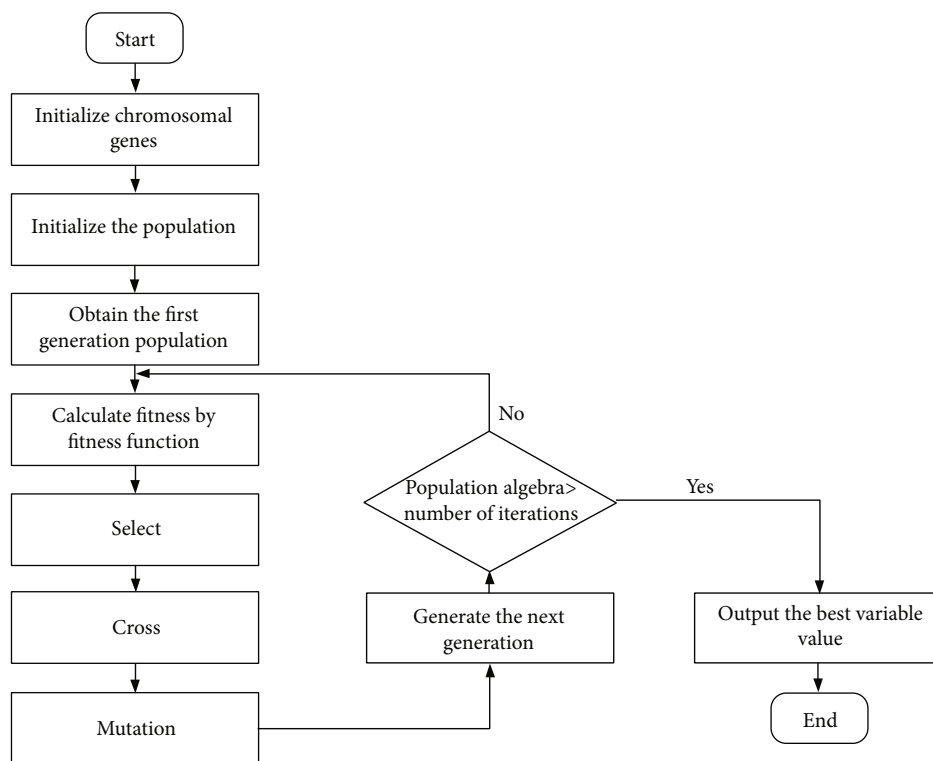 Start
Initialize chromosomal
genes
Initialize the population
Obtain the first
generation population
Calculate fitness by
fitness function
Select
Cross
Mutation
Generate the next
generation
Population algebra>
number of iterations
No
Yes
Output the best variable
value
End